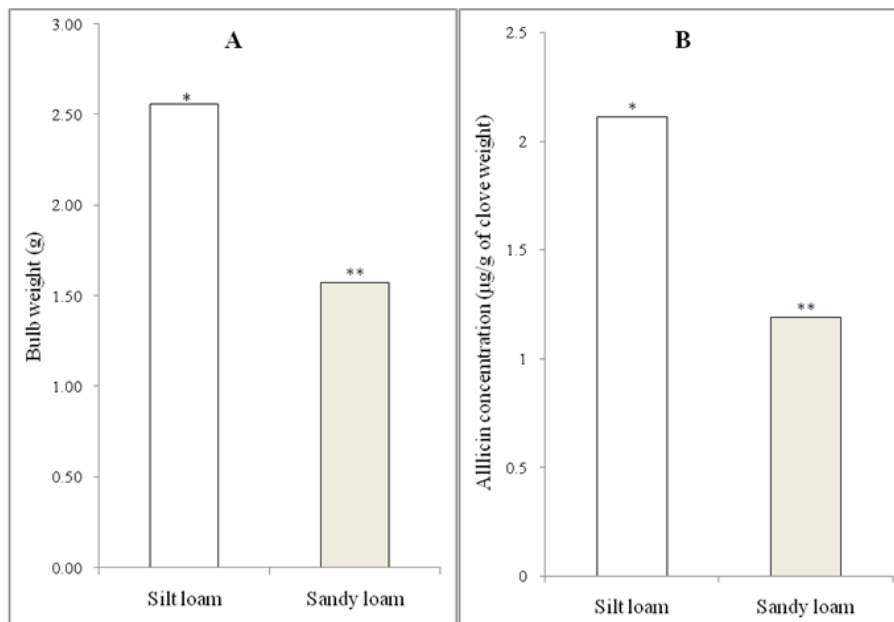 A
Bulb weight (g)
3.00
2.50
2.00
1.50
1.00
0.50
0.00
*
**
Silt loam Sandy loam
B
Alllicin concentration (µg/g of clove weight)
2.5
2
1.5
1
0.5
0
*
**
Silt loam Sandy loam